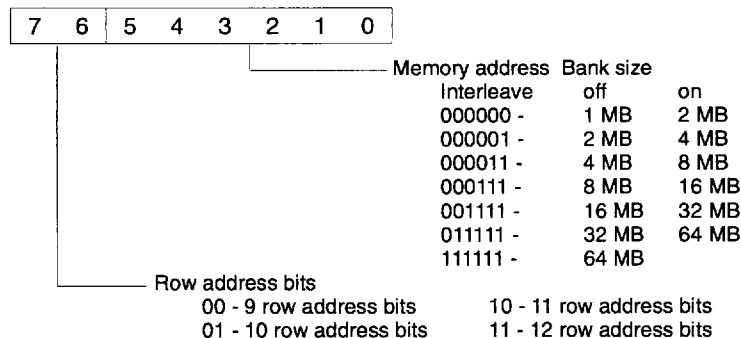 7 6 5 4 3 2 1 0
Memory address Bank size
Interleave off on
000000 - 1 MB 2 MB
000001 - 2 MB 4 MB
000011 - 4 MB 8 MB
000111 - 8 MB 16 MB
001111 - 16 MB 32 MB
011111 - 32 MB 64 MB
111111 - 64 MB
Row address bits
00 - 9 row address bits 10 - 11 row address bits
01 - 10 row address bits 11 - 12 row address bits